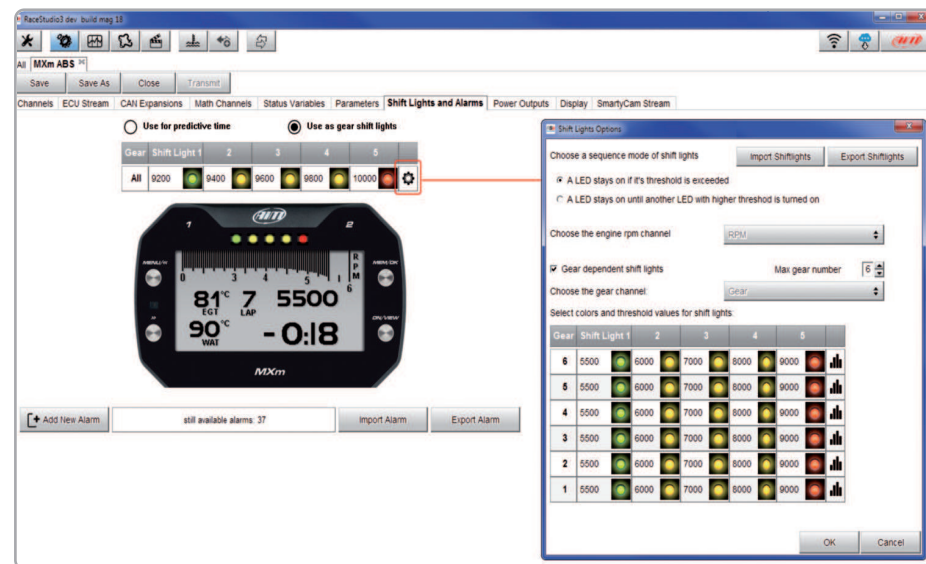 RaceStudio3 dev build mag 18
AiM
All MXm ABS
Save Save As Close Transmit
Channels ECU Stream CAN Expansions Math Channels Status Variables Parameters Shift Lights and Alarms Power Outputs Display SmartyCam Stream
Use for predictive time Use as gear shift lights
Gear Shift Light 1 2 3 4 5
All 9200 9400 9600 9800 10000
AiM
1 2
MENU/<< MEM/OK
0 3 4 5 6
RPM
81°C 7 5500
EGT LAP
>> ON/VIEW
90°C -0:18
WAT
MXm
Add New Alarm still available alarms: 37 Import Alarm Export Alarm
Shift Lights Options
Choose a sequence mode of shift lights Impot Shiftlights Export Shiftlights
A LED stays on if it's threshold is exceeded
A LED stays on until another LED with higher threshod is turned on
Choose the engine rpm channel RPM
Gear dependent shift lights Max gear number 6
Choose the gear channel: Gear
Select colors and threshold values for shift lights
Gear Shift Light 1 2 3 4 5
6 5500 6000 7000 8000 9000
5 5500 6000 7000 8000 9000
4 5500 6000 7000 8000 9000
3 5500 6000 7000 8000 9000
2 5500 6000 7000 8000 9000
1 5500 6000 7000 8000 9000
OK Cancel